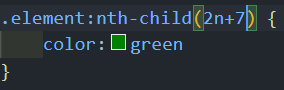 .element:nth-child(2n+7) {
    color:green
}